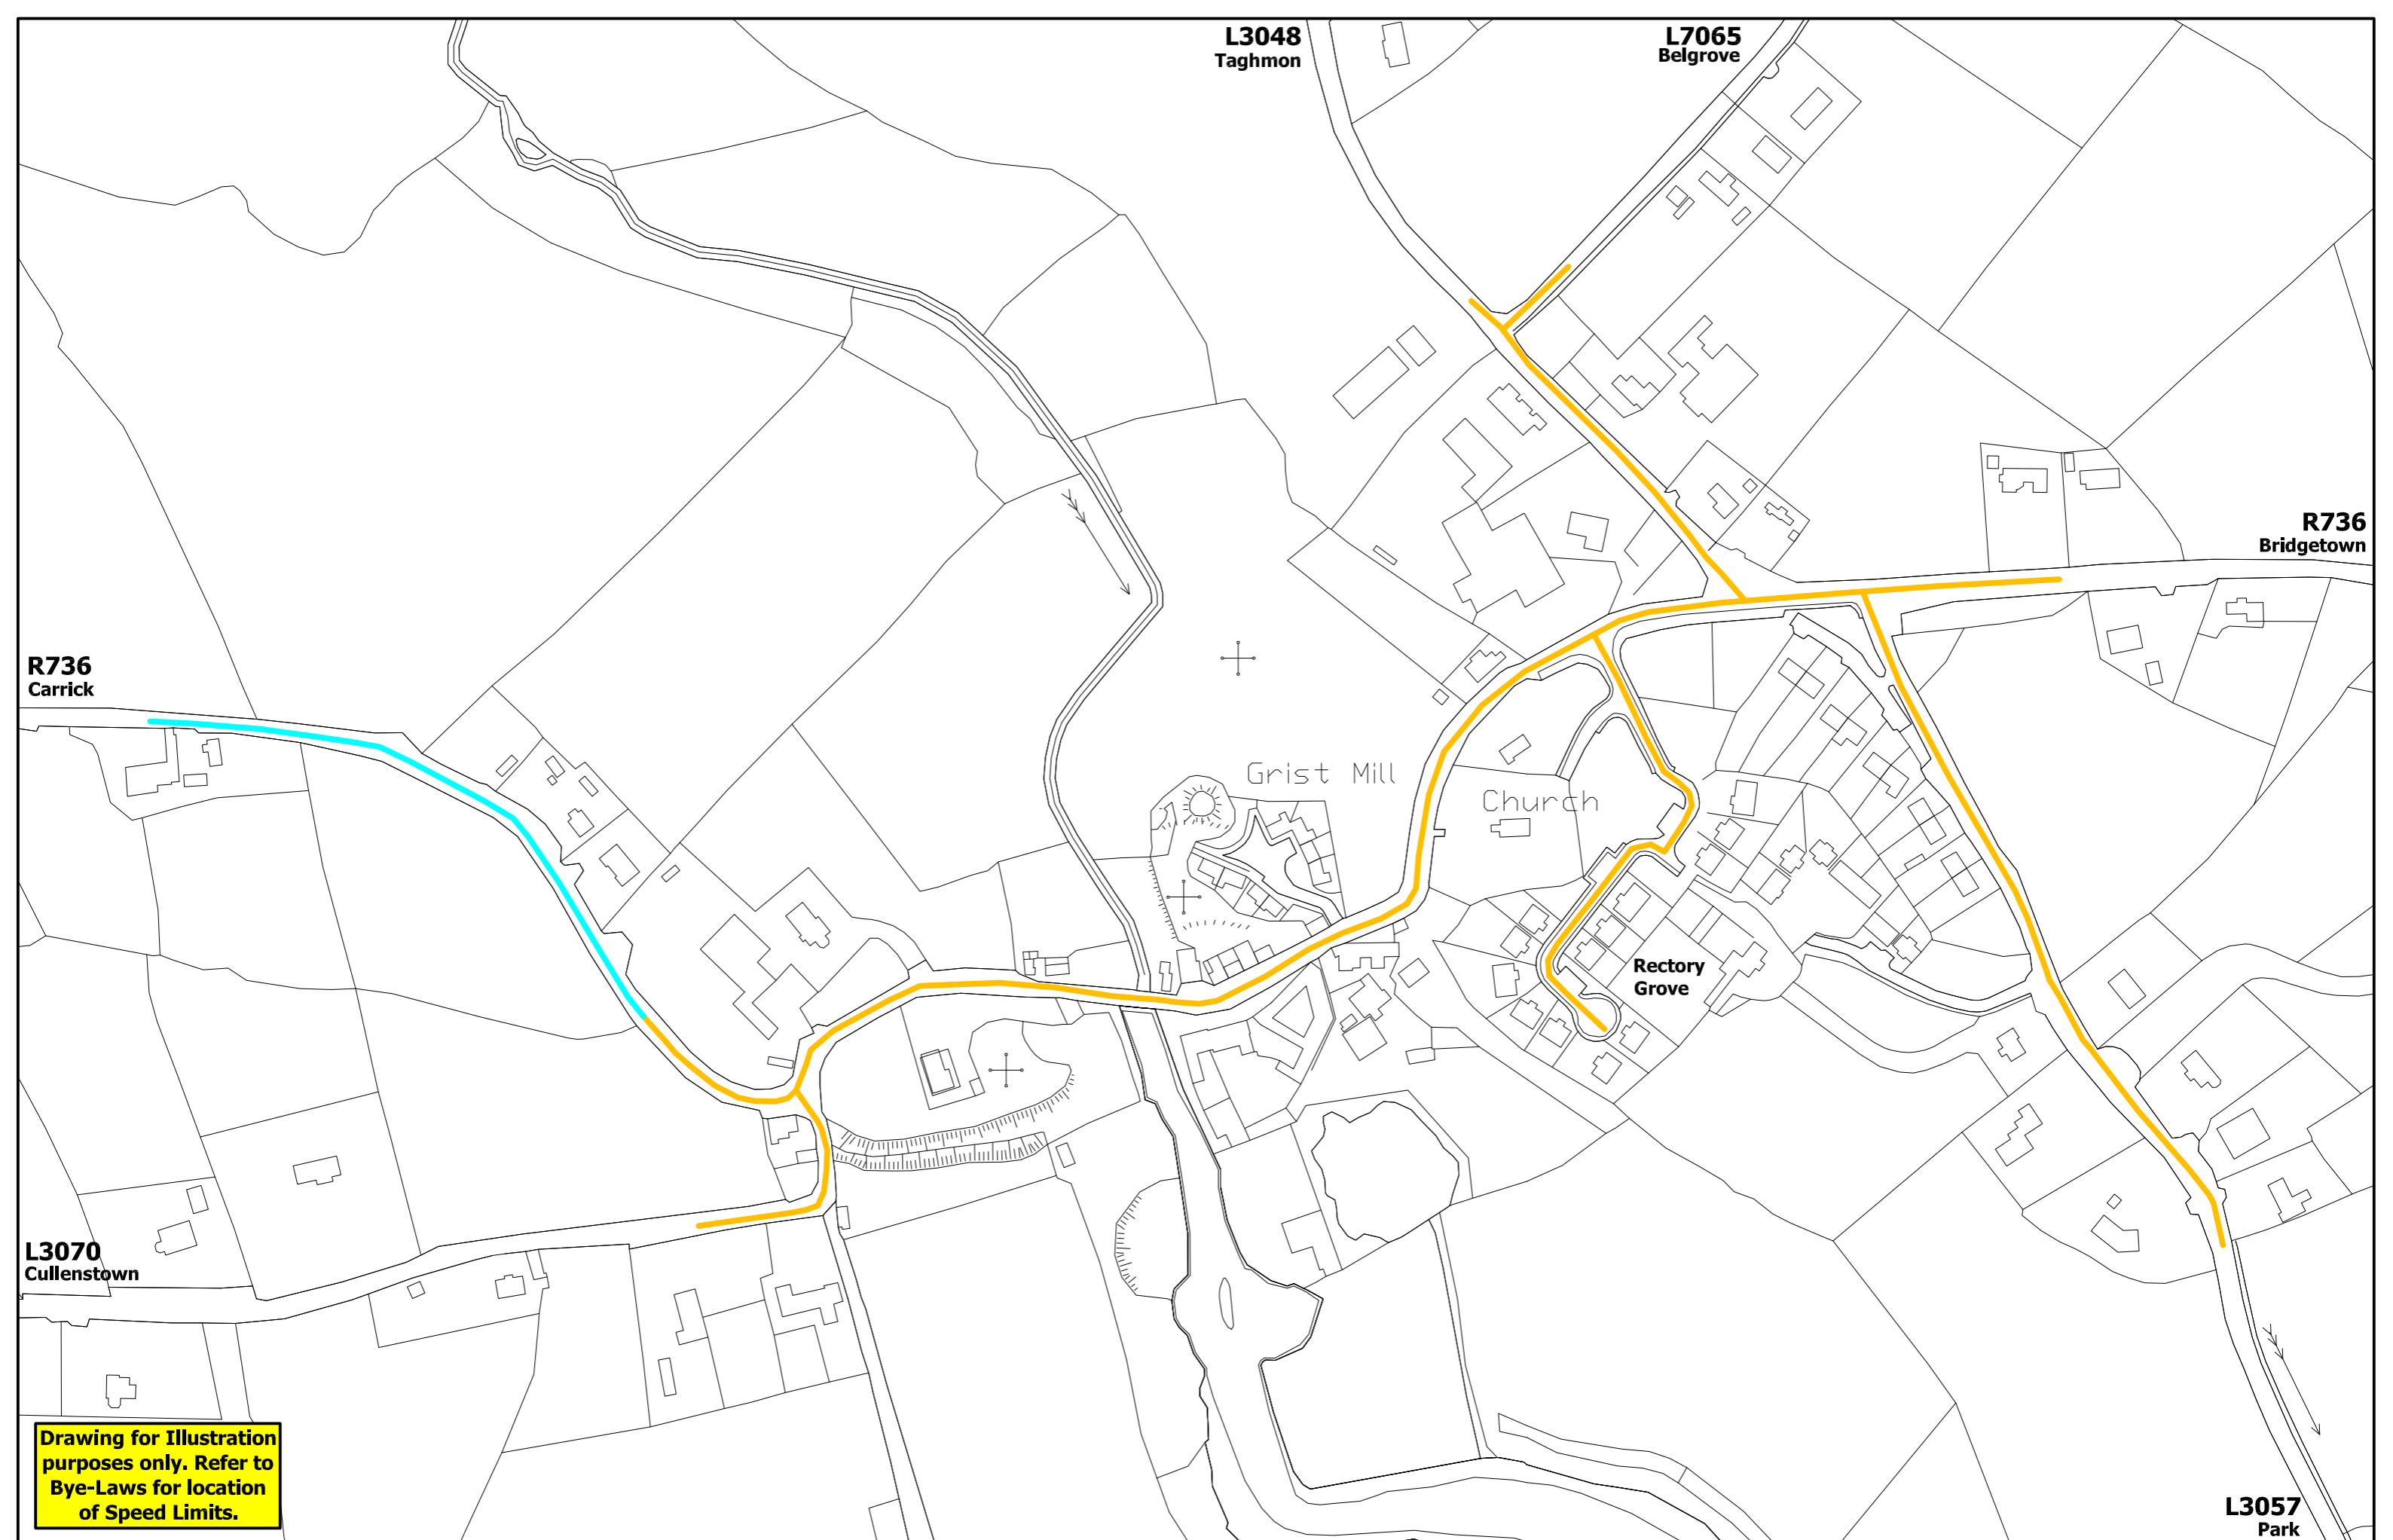 L3048
Taghmon
L7065
Belgrove
R736
Bridgetown
R736
Carrick
Grist Mill
Church
Rectory
Grove
L3070
Cullenstown
Drawing for Illustration
purposes only. Refer to
Bye-Laws for location
of Speed Limits.
L3057
Park